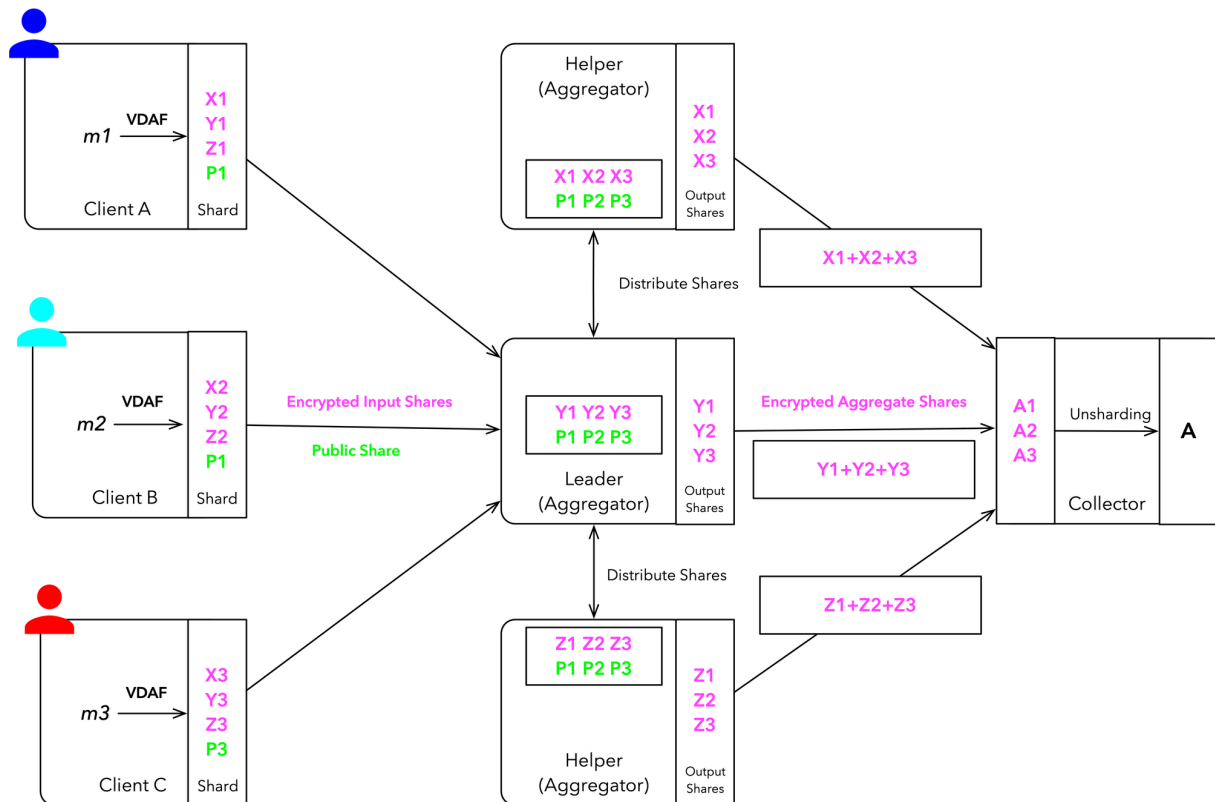 m1
VDAF
X1
Y1
Z1
P1
Client A
Shard
m2
VDAF
X2
Y2
Z2
P1
Client B
Shard
m3
VDAF
X3
Y3
Z3
P3
Client C
Shard
Encrypted Input Shares
Public Share
Helper
(Aggregator)
X1 X2 X3
P1 P2 P3
X1
X2
X3
Output
Shares
Distribute Shares
Y1 Y2 Y3
P1 P2 P3
Leader
(Aggregator)
Y1
Y2
Y3
Output
Shares
Distribute Shares
Z1 Z2 Z3
P1 P2 P3
Helper
(Aggregator)
Z1
Z2
Z3
Output
Shares
X1+X2+X3
Encrypted Aggregate Shares
Y1+Y2+Y3
Z1+Z2+Z3
A1
A2
A3
Unsharding
Collector
A